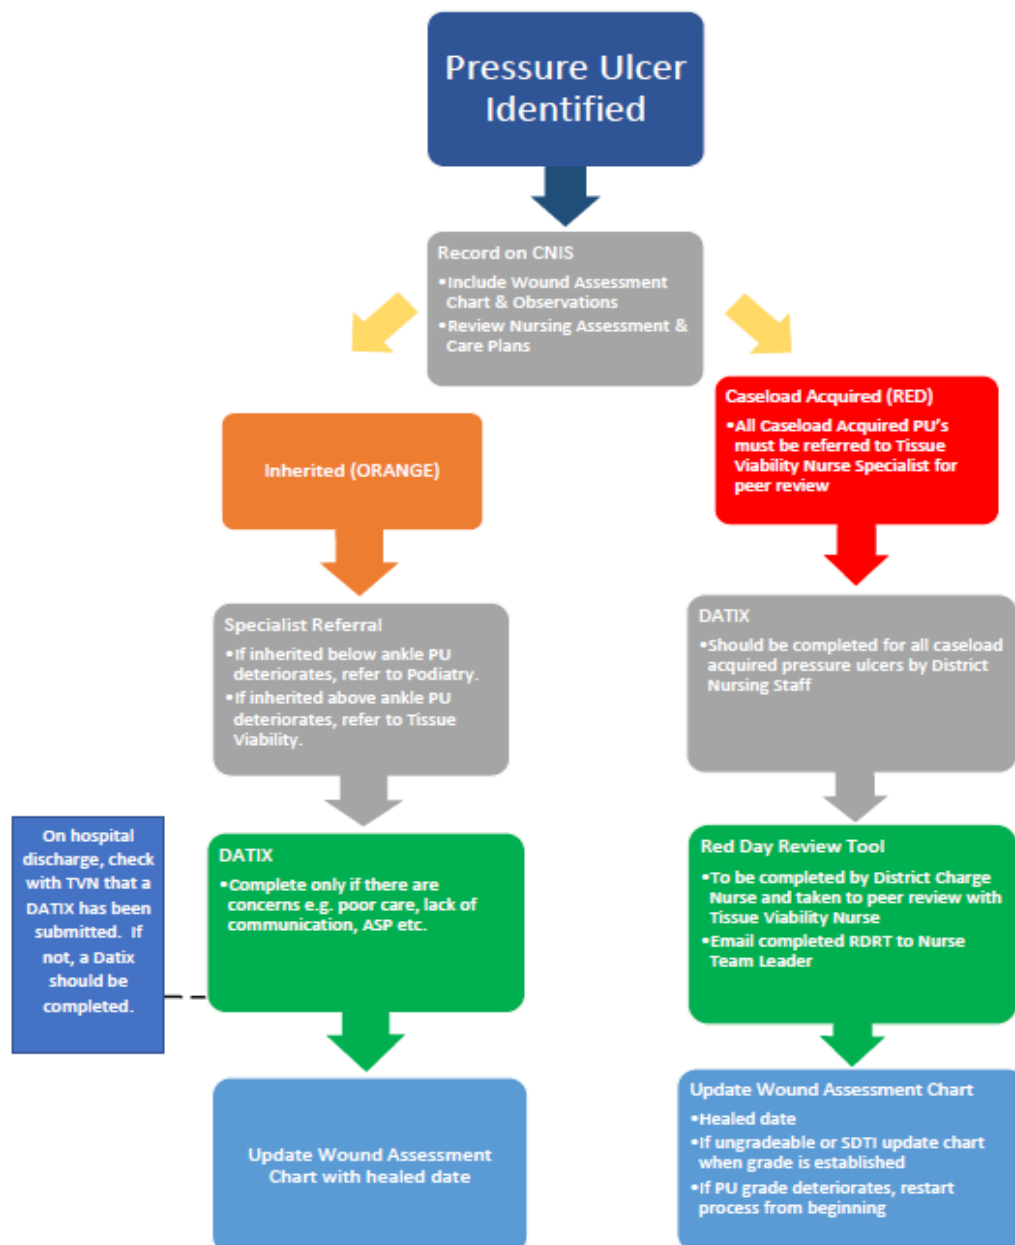 Pressure Ulcer
Identified
Record on CNIS
•Include Wound Assessment
Chart & Observations
•Review Nursing Assessment &
Care Plans
Inherited (ORANGE)
Caseload Acquired (RED)
•All Caseload Acquired PU's
must be referred to Tissue
Viability Nurse Specialist for
peer review
Specialist Referral
•If inherited below ankle PU
deteriorates, refer to Podiatry.
•If inherited above ankle PU
deteriorates, refer to Tissue
Viability.
DATIX
•Should be completed for all caseload
acquired pressure ulcers by District
Nursing Staff
On hospital
discharge, check
with TVN that a
DATIX has been
submitted. If
not, a Datix
should be
completed.
DATIX
•Complete only if there are
concerns e.g. poor care, lack of
communication, ASP etc.
Red Day Review Tool
•To be completed by District Charge
Nurse and taken to peer review with
Tissue Viability Nurse
•Email completed RDRT to Nurse
Team Leader
Update Wound Assessment
Chart with healed date
Update Wound Assessment Chart
•Healed date
•If ungradeable or SDTI update chart
when grade is established
•If PU grade deteriorates, restart
process from beginning